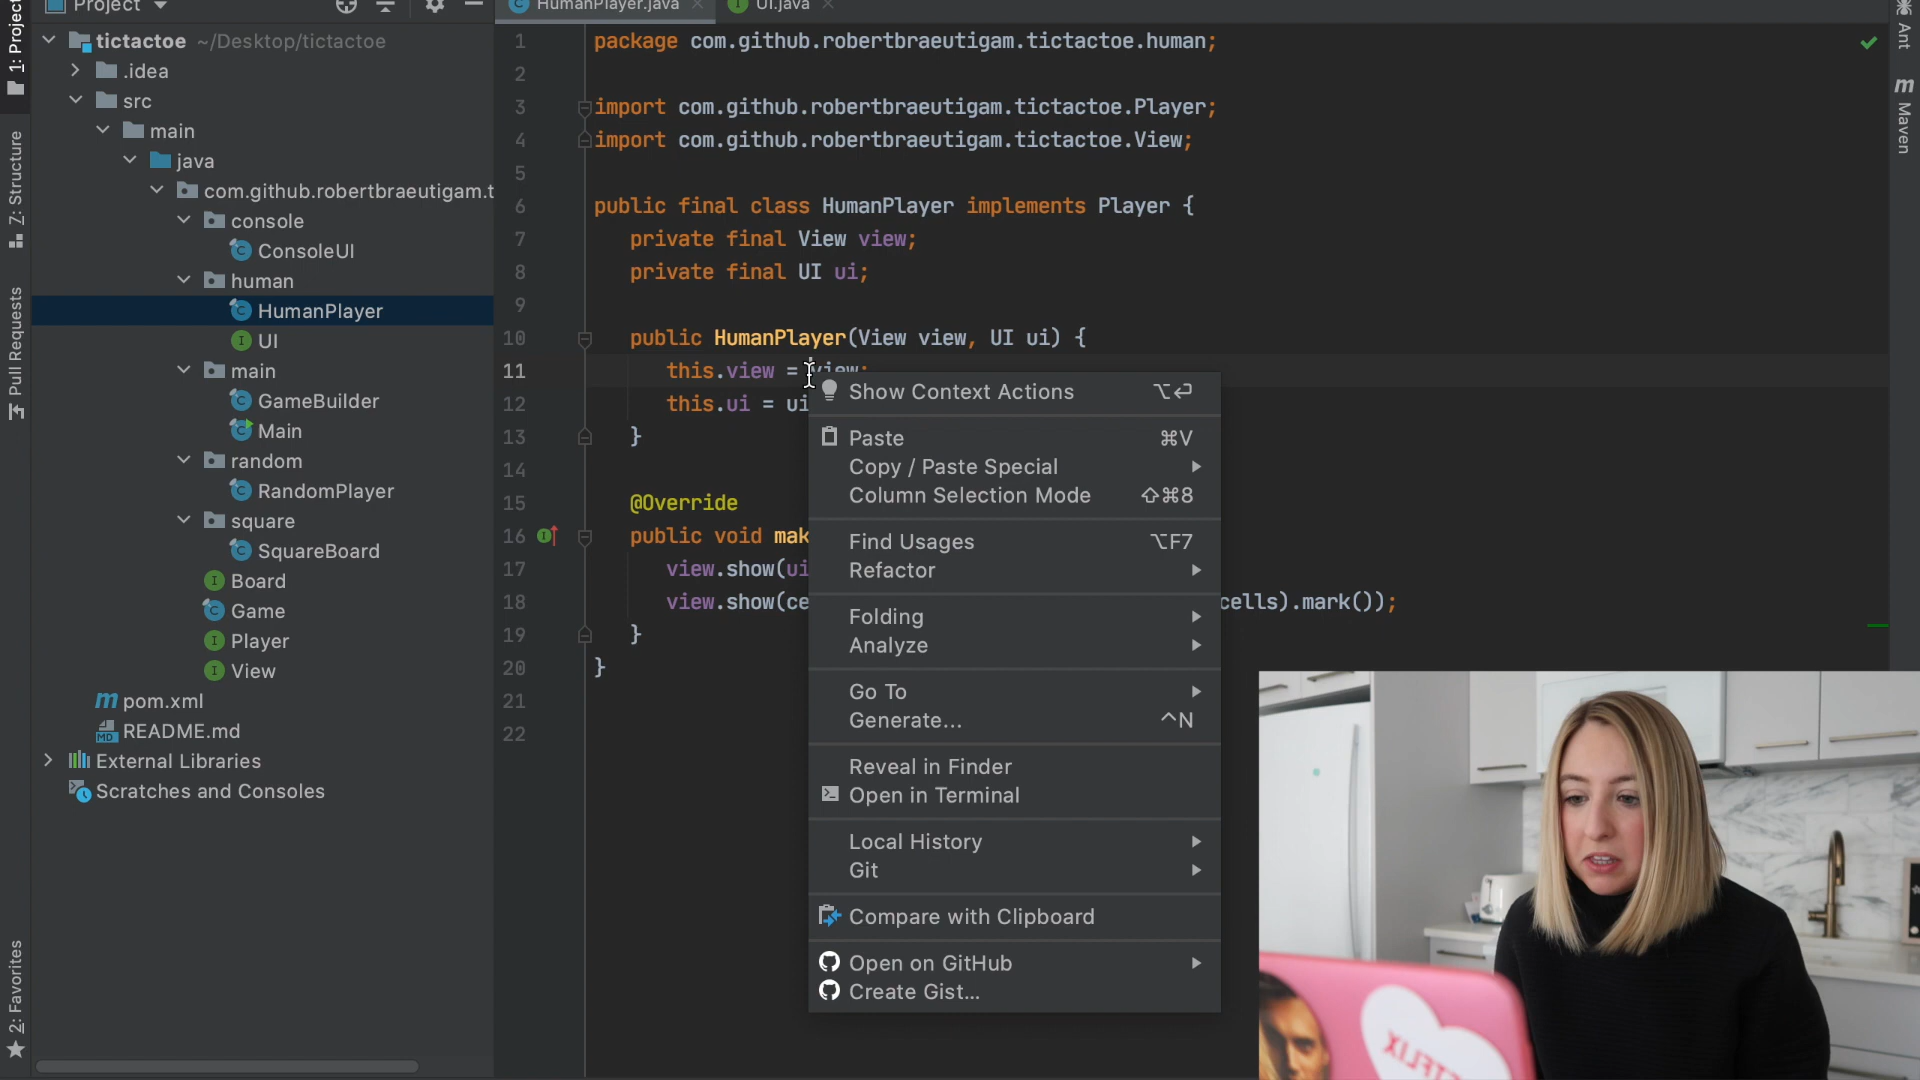 Project
HumanPlayer.java
UI.java
1: Project
Z: Structure
Pull Requests
2: Favorites
Ant
Maven
tictactoe ~/Desktop/tictactoe
.idea
src
main
java
com.github.robertbraeutigam.t
console
ConsoleUI
human
HumanPlayer
UI
main
GameBuilder
Main
random
RandomPlayer
square
SquareBoard
Board
Game
Player
View
pom.xml
README.md
External Libraries
Scratches and Consoles
1 package com.github.robertbraeutigam.tictactoe.human;
2
3 import com.github.robertbraeutigam.tictactoe.Player;
4 import com.github.robertbraeutigam.tictactoe.View;
5
6 public final class HumanPlayer implements Player {
7 private final View view;
8 private final UI ui;
9
10 public HumanPlayer(View view, UI ui) {
11 this.view = view;
12 this.ui = ui
13 }
14
15 @Override
16 public void mak
17 view.show(ui
18 view.show(ce cells).mark());
19 }
20 }
21
22
Show Context Actions ⌥⏎
Paste ⌘V
Copy / Paste Special
Column Selection Mode ⇧⌘8
Find Usages ⌥F7
Refactor
Folding
Analyze
Go To
Generate... ^N
Reveal in Finder
Open in Terminal
Local History
Git
Compare with Clipboard
Open on GitHub
Create Gist...
NETFLIX